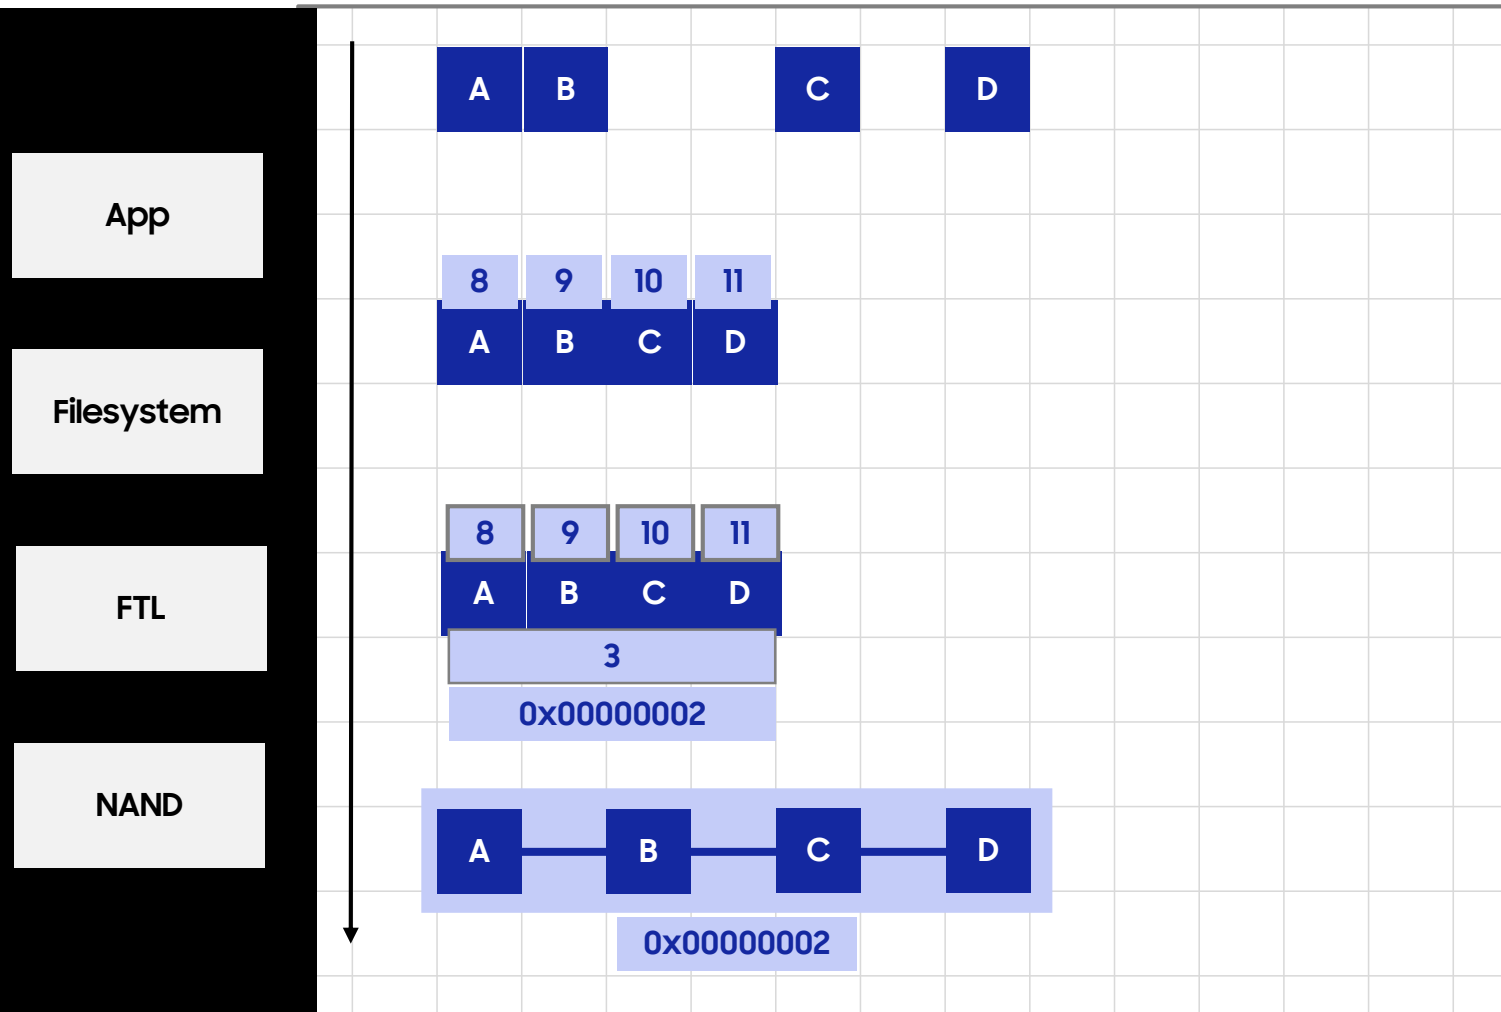 A B C D
App
8 9 10 11
A B C D
Filesystem
8 9 10 11
A B C D
FTL
3
0x00000002
NAND
A B C D
0x00000002